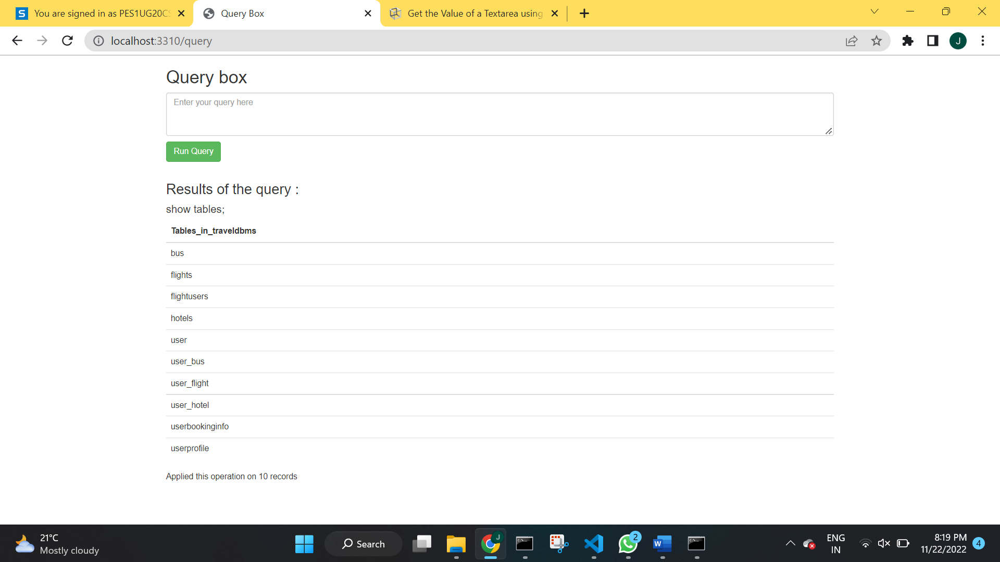 You are signed in as PES1UG20CS
Query Box
Get the Value of a Textarea using
localhost:3310/query
J
Query box
Enter your query here
Run Query
Results of the query :
show tables;
Tables_in_traveldbms
bus
flights
flightusers
hotels
user
user_bus
user_flight
user_hotel
userbookinginfo
userprofile
Applied this operation on 10 records
21°C
Mostly cloudy
Search
J
2
ENG
IN
8:19 PM
11/22/2022
4